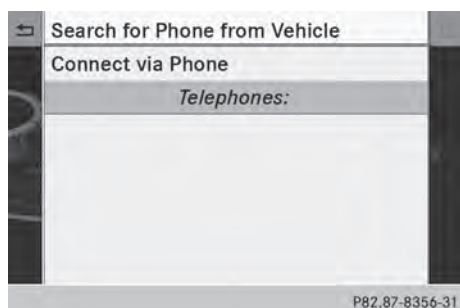 Search for Phone from Vehicle
Connect via Phone
Telephones:
P82.87-8356-31